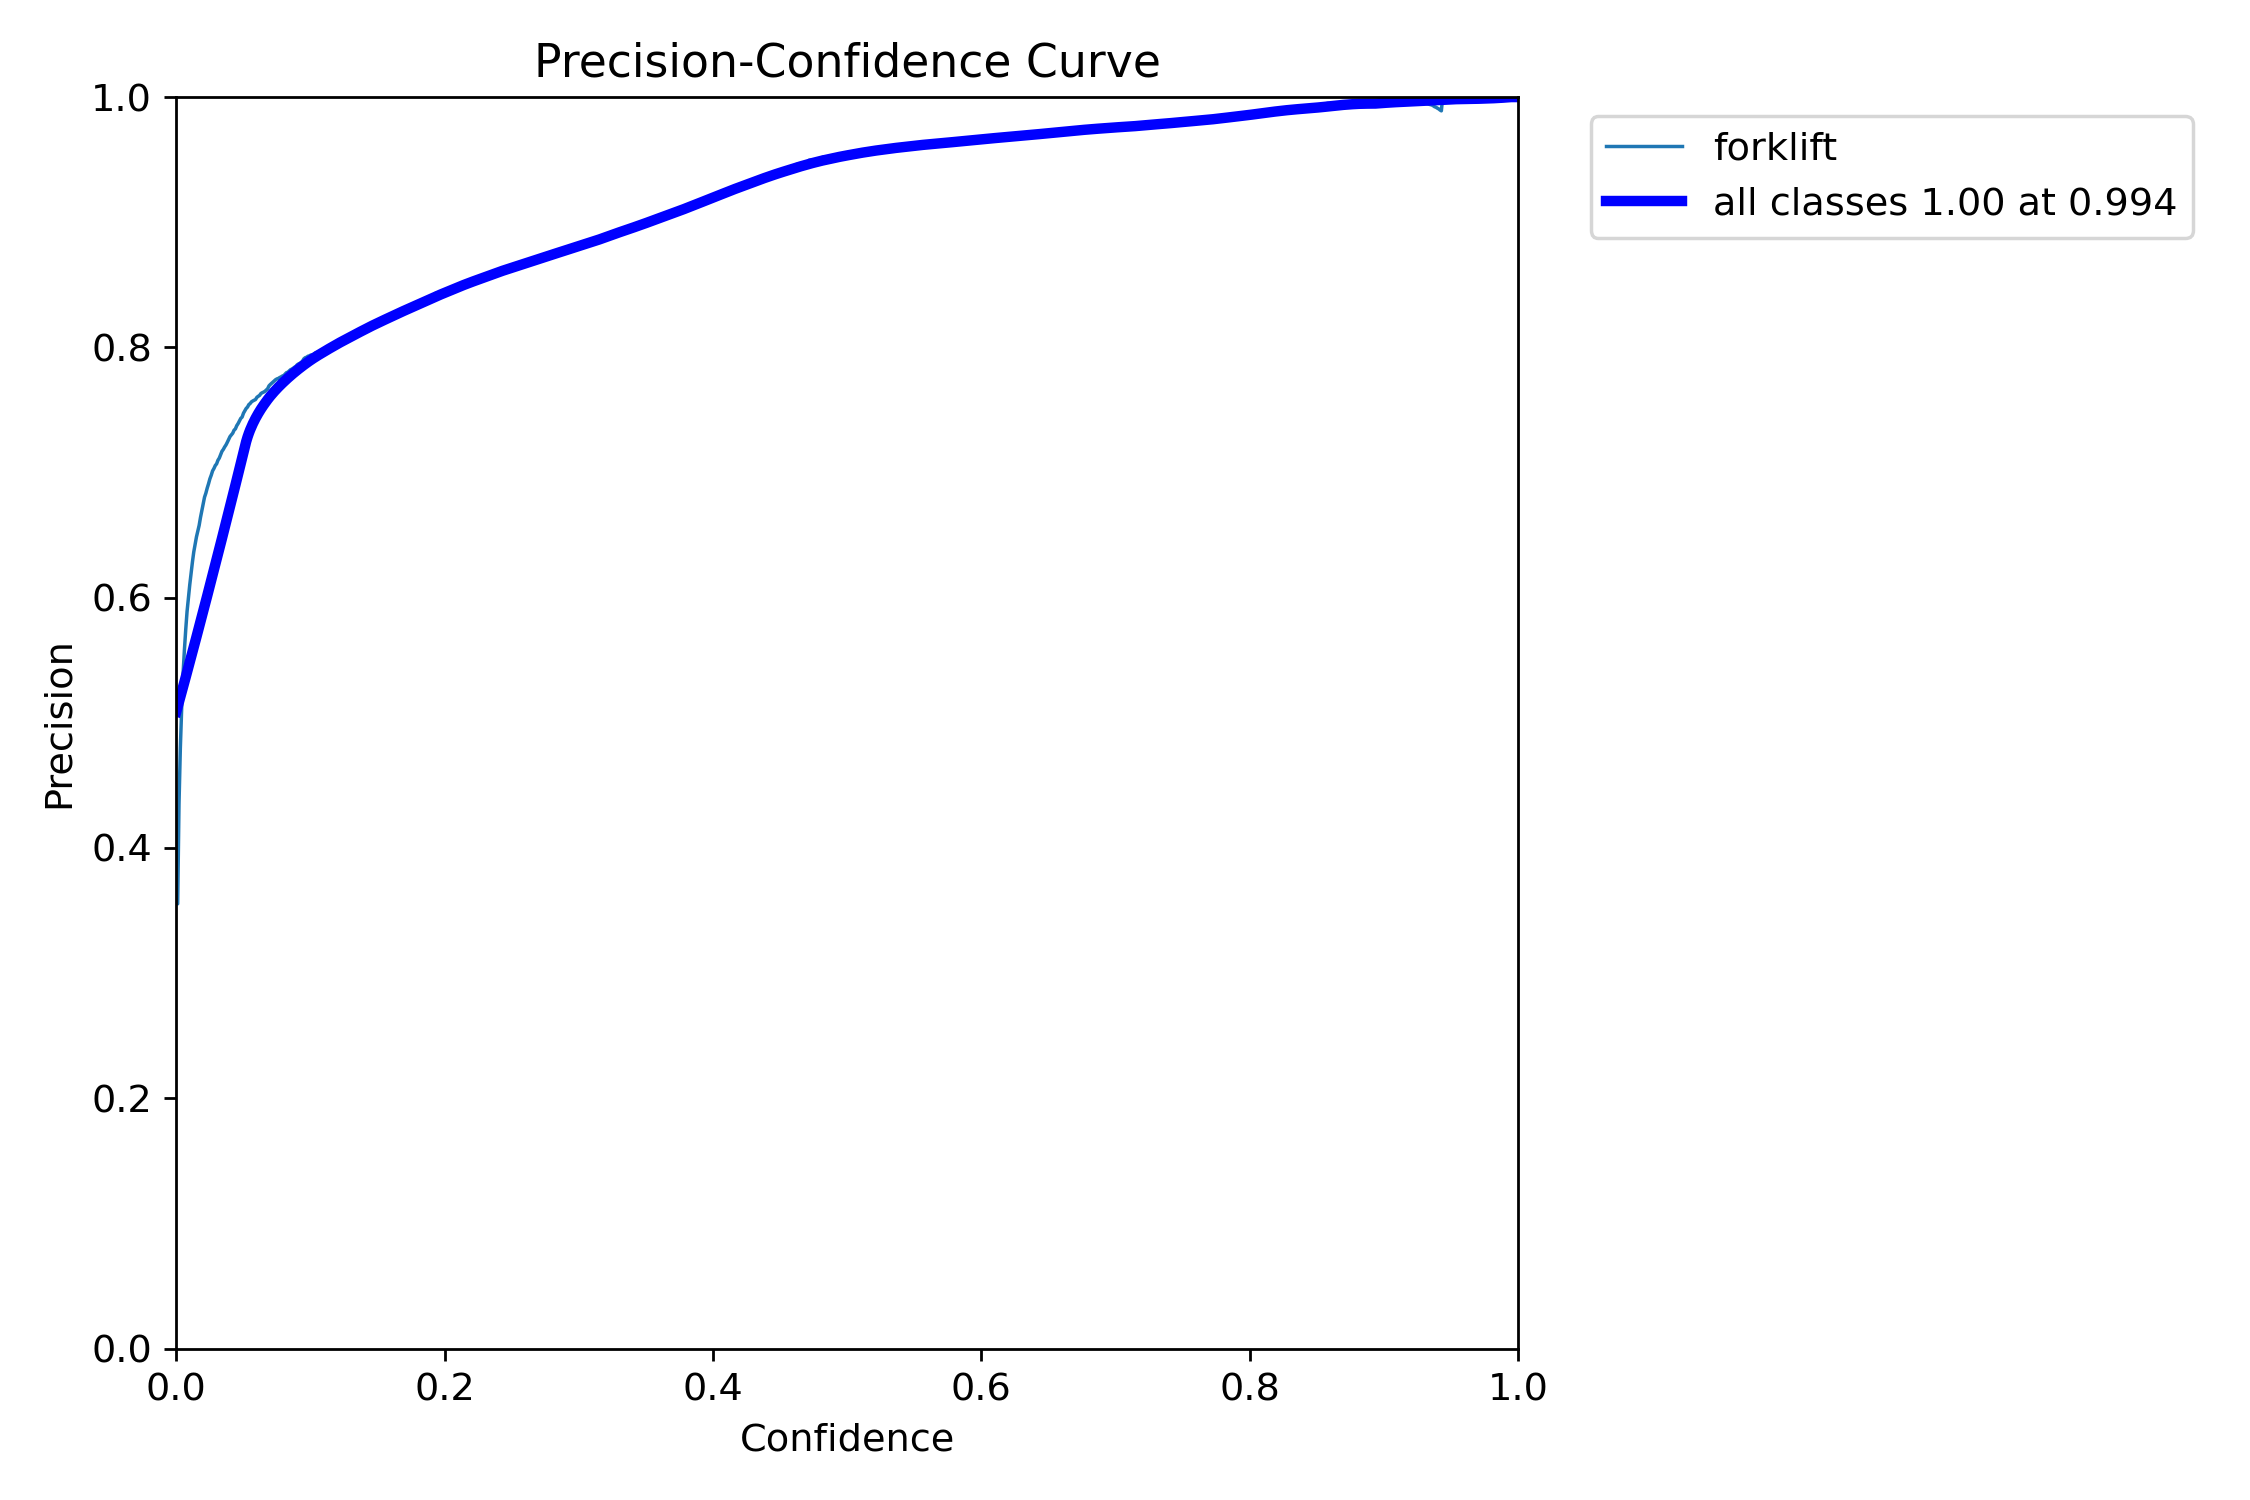 Precision-Confidence Curve
1.0
0.8
0.6
0.4
0.2
0.0
Precision
0.0 0.2 0.4 0.6 0.8 1.0
Confidence
forklift
all classes 1.00 at 0.994